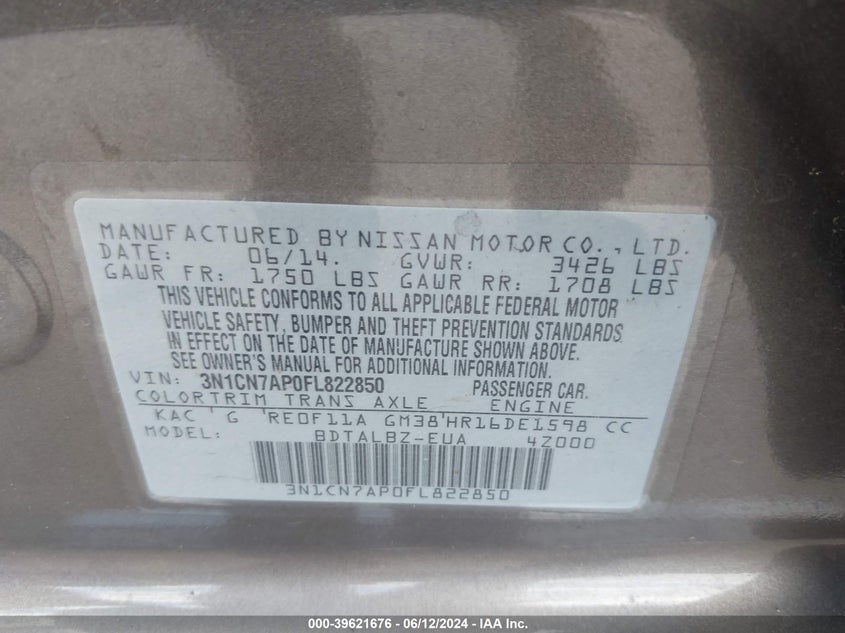 MANUFACTURED BY NISSAN MOTOR CO., LTD.
DATE: 06/14. GVWR: 3426 LBS
GAWR FR: 1750 LBS GAWR RR: 1708 LBS
THIS VEHICLE CONFORMS TO ALL APPLICABLE FEDERAL MOTOR
VEHICLE SAFETY, BUMPER AND THEFT PREVENTION STANDARDS
IN EFFECT ON THE DATE OF MANUFACTURE SHOWN ABOVE.
SEE OWNER'S MANUAL FOR ADDITIONAL INFORMATION.
VIN: 3N1CN7AP0FL822850 PASSENGER CAR.
COLORTRIM TRANS AXLE ENGINE
KAC ' G 'RE0F11A GM38'HR16DE1598 CC
MODEL: BDTALBZ-EUA 4Z000
3N1CN7AP0FL822850
000-39621676 - 06/12/2024 - IAA Inc.